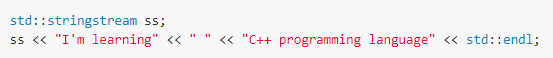 std::stringstream ss;
ss << "I'm learning" << " " << "C++ programming language" << std::endl;